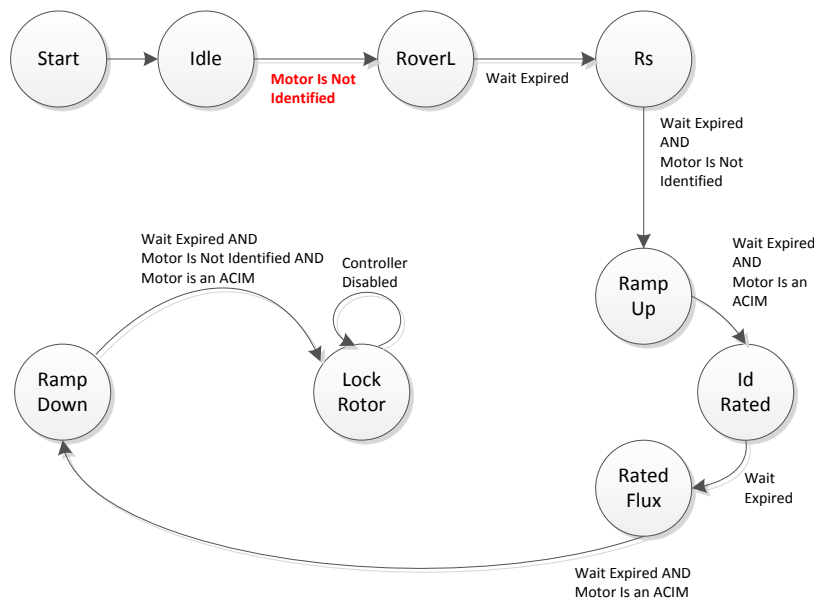 Start
Idle
RoverL
Rs
Motor Is Not
Identified
Wait Expired
Wait Expired
AND
Motor Is Not
Identified
Wait Expired AND
Motor Is Not Identified AND
Motor is an ACIM
Controller
Disabled
Wait Expired
AND
Motor Is an
ACIM
Ramp
Up
Ramp
Down
Lock
Rotor
Id
Rated
Rated
Flux
Wait
Expired
Wait Expired AND
Motor Is an ACIM